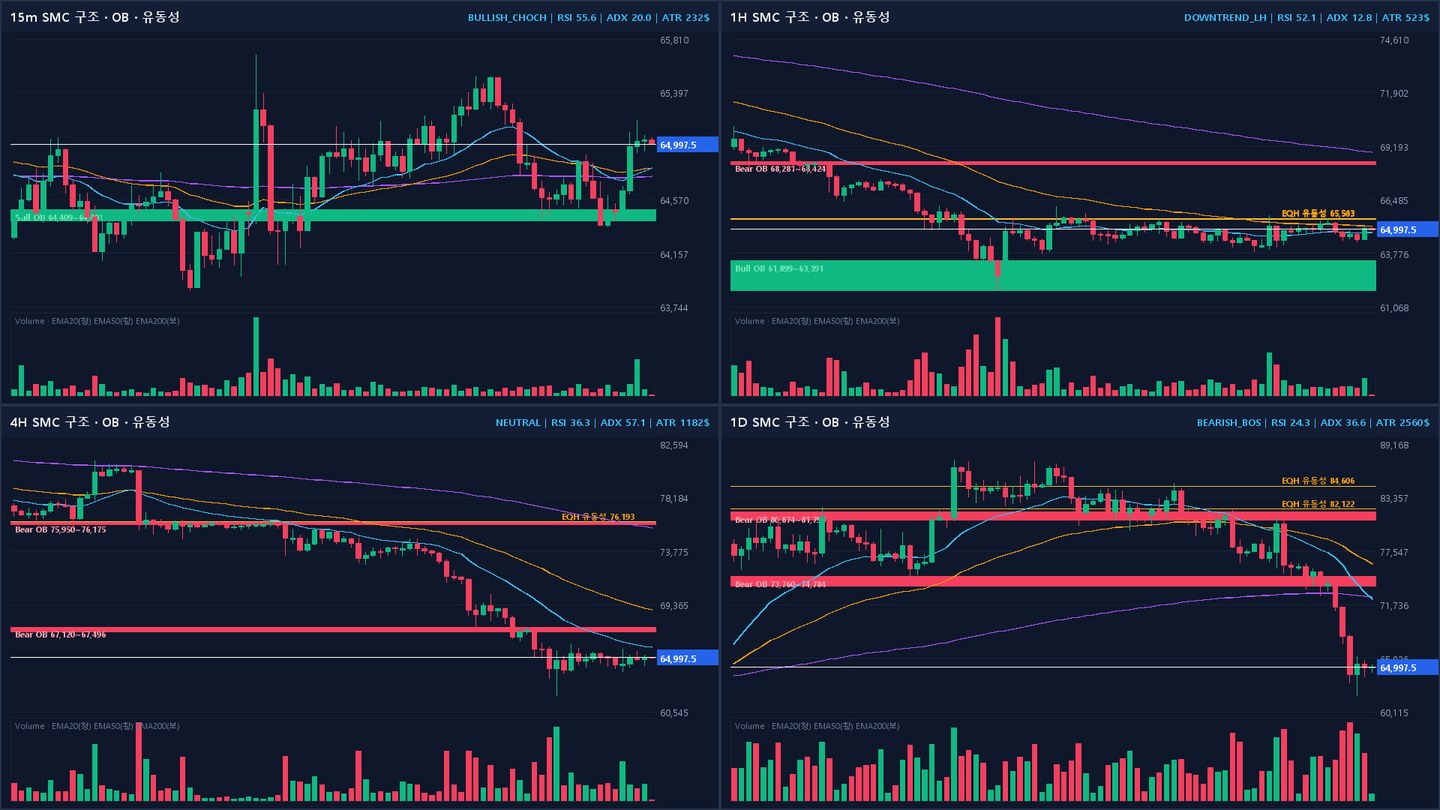 15m SMC 구조 · OB · 유동성
BULLISH_CHOCH | RSI 55.6 | ADX 20.0 | ATR 232$
65,810
65,397
64,997.5
64,570
Bull OB 64,409~
64,157
63,744
Volume · EMA20(청) EMA50(황) EMA200(보)
1H SMC 구조 · OB · 유동성
DOWNTREND_LH | RSI 52.1 | ADX 12.8 | ATR 523$
74,610
71,902
69,193
Bear OB 68,281~68,424
66,485
EQH 유동성 65,503
64,997.5
63,776
Bull OB 61,899~63,391
61,068
Volume · EMA20(청) EMA50(황) EMA200(보)
4H SMC 구조 · OB · 유동성
NEUTRAL | RSI 36.3 | ADX 57.1 | ATR 1182$
82,594
78,184
EQH 유동성 76,193
Bear OB 75,950~76,175
73,775
69,365
Bear OB 67,120~67,496
64,997.5
60,545
Volume · EMA20(청) EMA50(황) EMA200(보)
1D SMC 구조 · OB · 유동성
BEARISH_BOS | RSI 24.3 | ADX 36.6 | ATR 2560$
89,168
EQH 유동성 84,606
83,357
EQH 유동성 82,122
Bear OB 80,874~
77,547
Bear OB 73,760~74,784
71,736
64,997.5
60,115
Volume · EMA20(청) EMA50(황) EMA200(보)